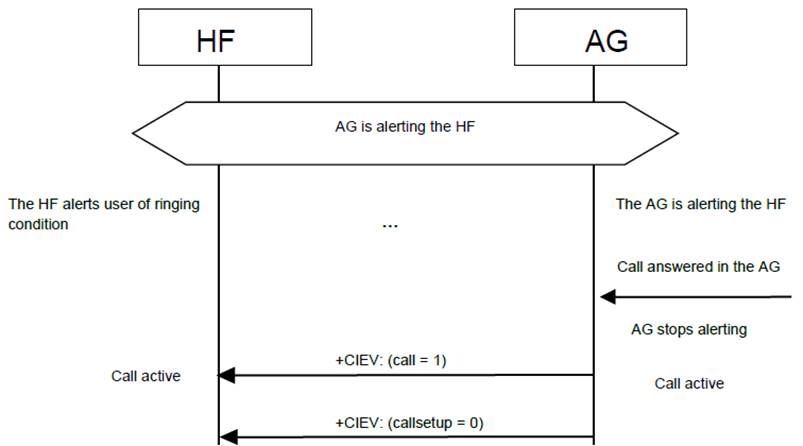 HF
AG
AG is alerting the HF
The HF alerts user of ringing
condition
...
The AG is alerting the HF
Call answered in the AG
AG stops alerting
+CIEV: (call = 1)
Call active
Call active
+CIEV: (callsetup = 0)